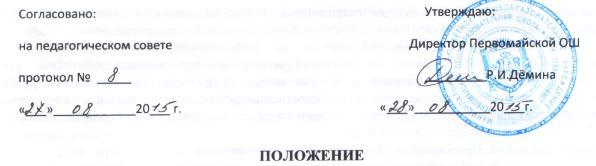 Согласовано: Утверждаю:
на педагогическом совете Директор Первомайской ОШ
протокол № 8 Р.И.Дёмина
«27» 08 2015 г. «28» 08 2015 г.
ПОЛОЖЕНИЕ